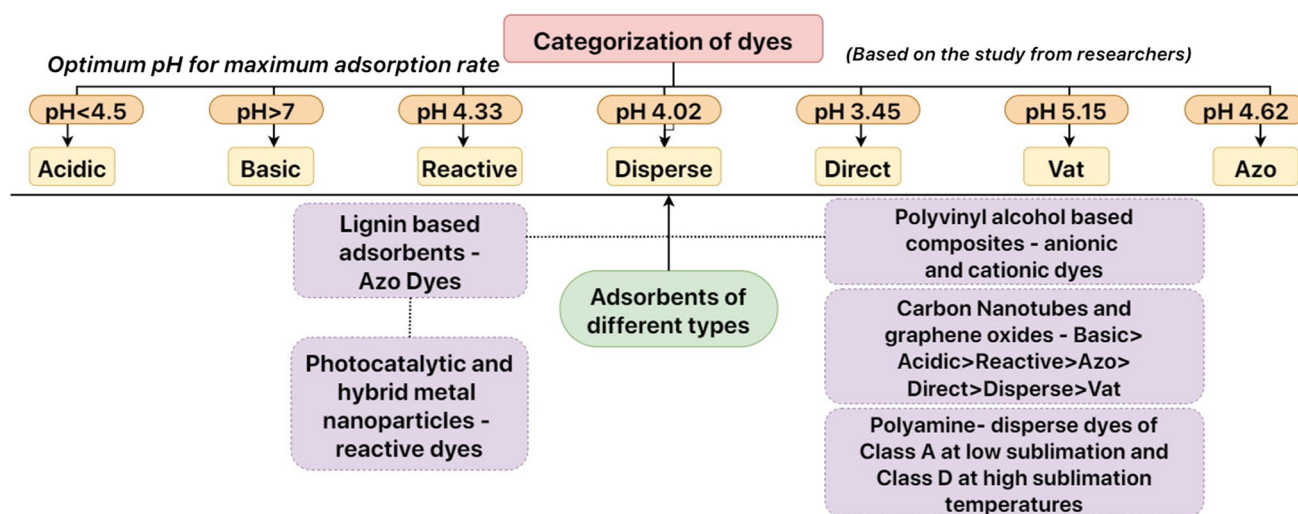 Categorization of dyes
Optimum pH for maximum adsorption rate
(Based on the study from researchers)
pH<4.5
pH>7
pH 4.33
pH 4.02
pH 3.45
pH 5.15
pH 4.62
Acidic
Basic
Reactive
Disperse
Direct
Vat
Azo
Lignin based
adsorbents -
Azo Dyes
Photocatalytic and
hybrid metal
nanoparticles -
reactive dyes
Adsorbents of
different types
Polyvinyl alcohol based
composites - anionic
and cationic dyes
Carbon Nanotubes and
graphene oxides - Basic>
Acidic>Reactive>Azo>
Direct>Disperse>Vat
Polyamine- disperse dyes of
Class A at low sublimation and
Class D at high sublimation
temperatures